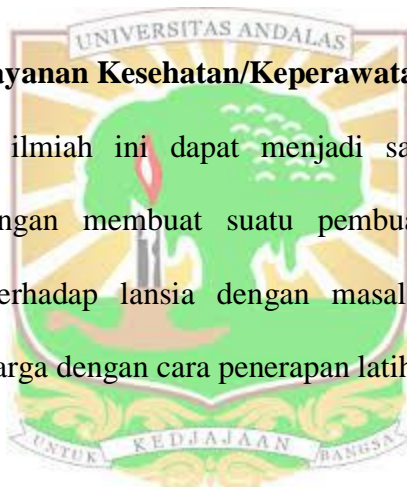 UNIVERSITAS ANDALAS
ayanan Kesehatan/Keperawata
ilmiah ini dapat menjadi sa
ngan membuat suatu pembua
erhadap lansia dengan masal
arga dengan cara penerapan latih
UNTUK KEDJAJAAN BANGSA